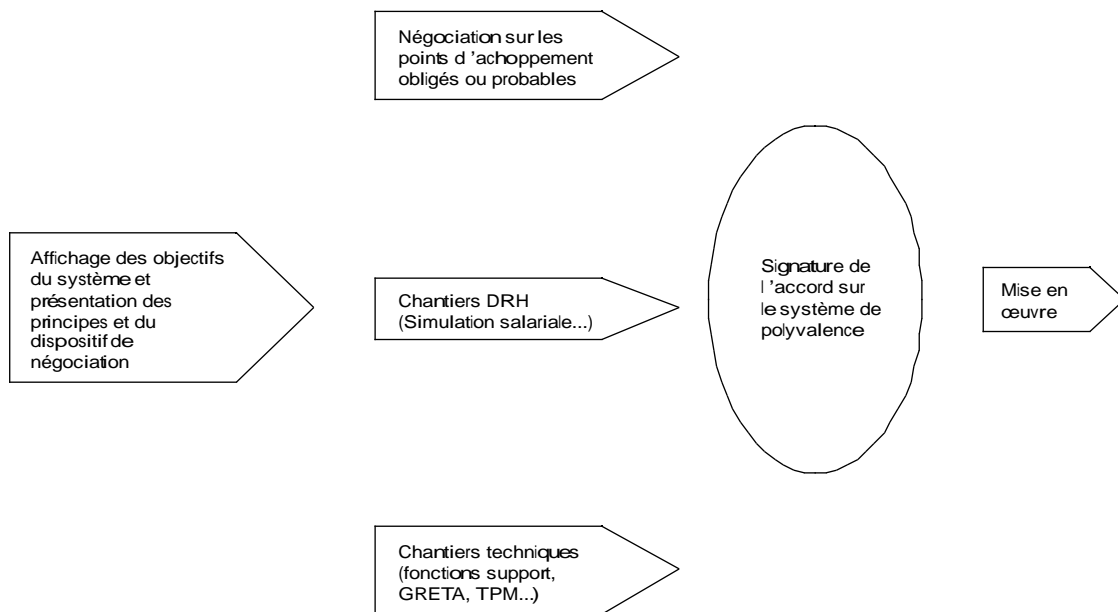 Négociation sur les
points d 'achoppement
obligés ou probables
Affichage des objectifs
du système et
présentation des
principes et du
dispositif de
négociation
Chantiers DRH
(Simulation salariale...)
Signature de
l 'accord sur
le système de
polyvalence
Mise en
œuvre
Chantiers techniques
(fonctions support,
GRETA, TPM...)